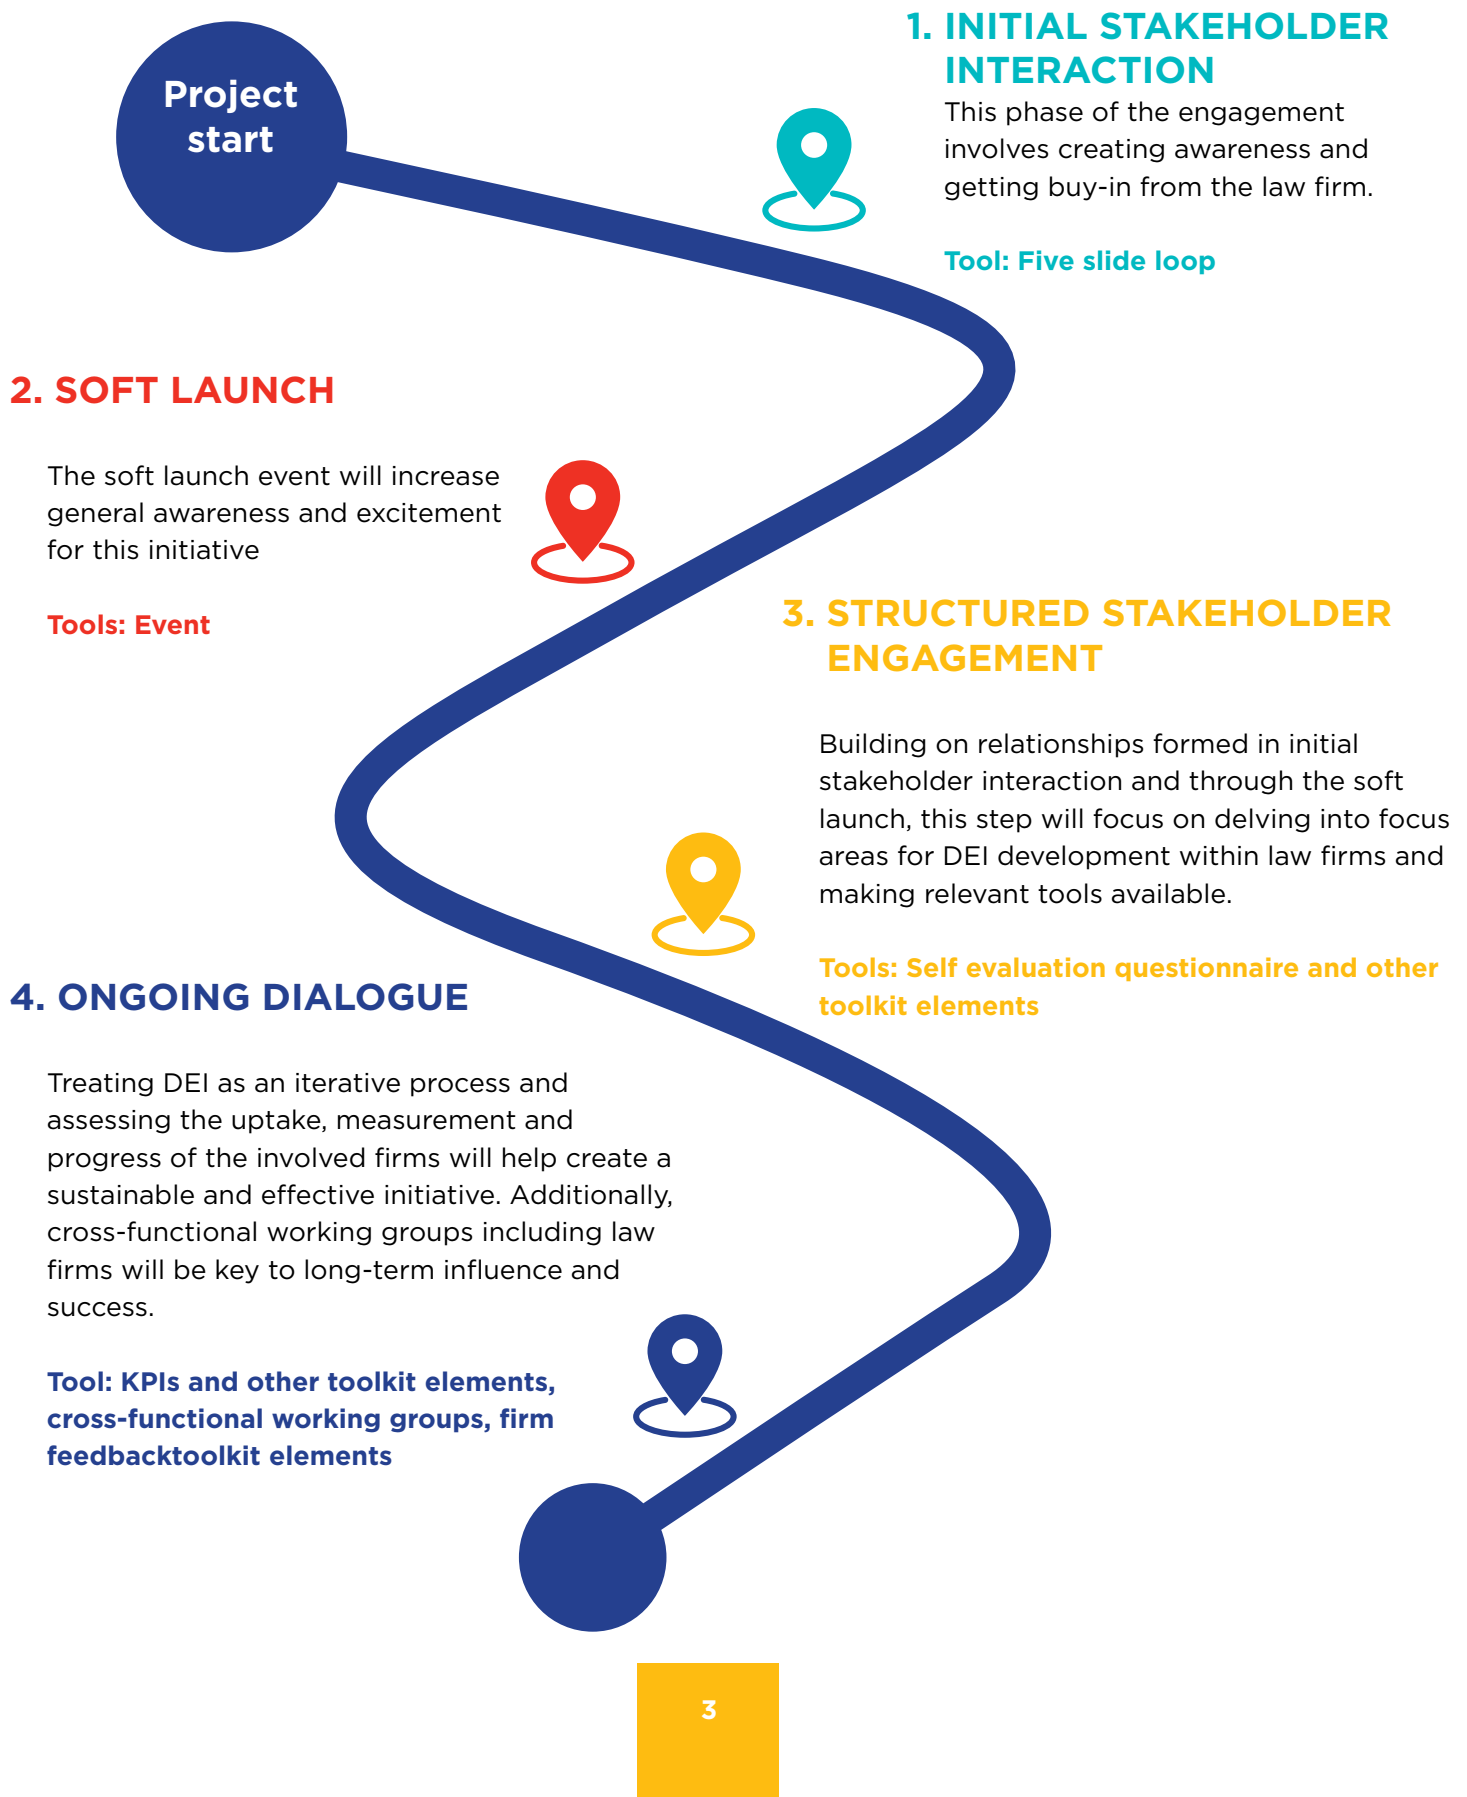 Project
start
1. INITIAL STAKEHOLDER
INTERACTION
This phase of the engagement
involves creating awareness and
getting buy-in from the law firm.
Tool: Five slide loop
2. SOFT LAUNCH
The soft launch event will increase
general awareness and excitement
for this initiative
Tools: Event
3. STRUCTURED STAKEHOLDER
ENGAGEMENT
Building on relationships formed in initial
stakeholder interaction and through the soft
launch, this step will focus on delving into focus
areas for DEI development within law firms and
making relevant tools available.
Tools: Self evaluation questionnaire and other
toolkit elements
4. ONGOING DIALOGUE
Treating DEI as an iterative process and
assessing the uptake, measurement and
progress of the involved firms will help create a
sustainable and effective initiative. Additionally,
cross-functional working groups including law
firms will be key to long-term influence and
success.
Tool: KPIs and other toolkit elements,
cross-functional working groups, firm
feedbacktoolkit elements
3